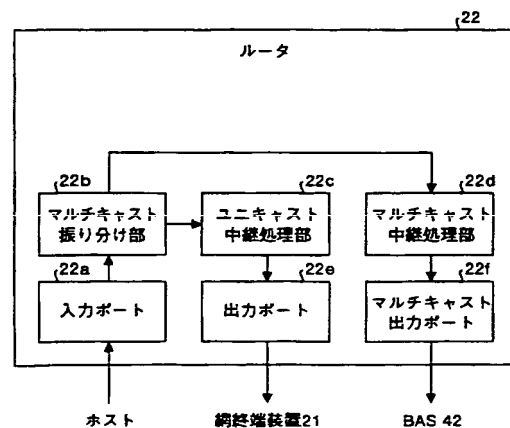 22
ルータ
22b
マルチキャスト
振り分け部
22c
ユニキャスト
中継処理部
22d
マルチキャスト
中継処理部
22a
入力ポート
22e
出力ポート
22f
マルチキャスト
出力ポート
ホスト
網終端装置21
BAS 42